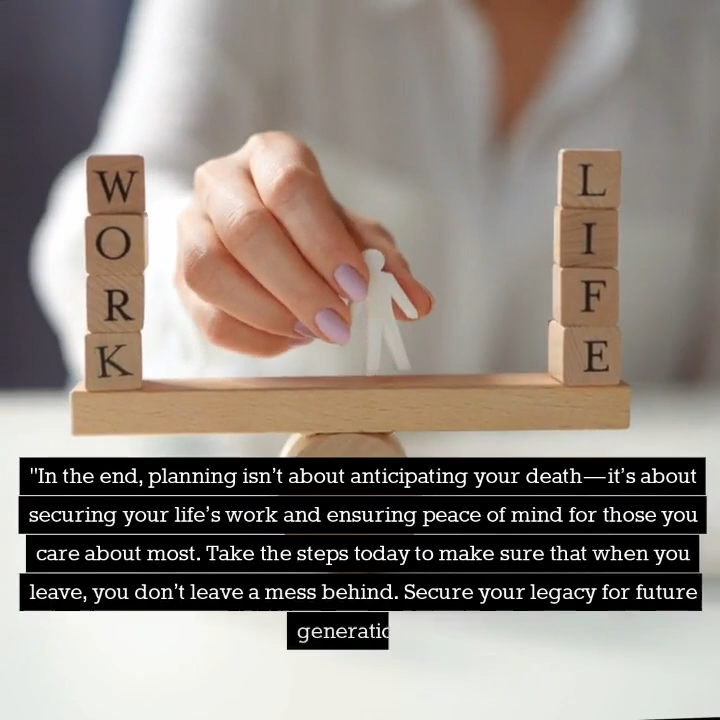 WORK
LIFE
"In the end, planning isn't about anticipating your death—it's about
securing your life's work and ensuring peace of mind for those you
care about most. Take the steps today to make sure that when you
leave, you don't leave a mess behind. Secure your legacy for future
generatio